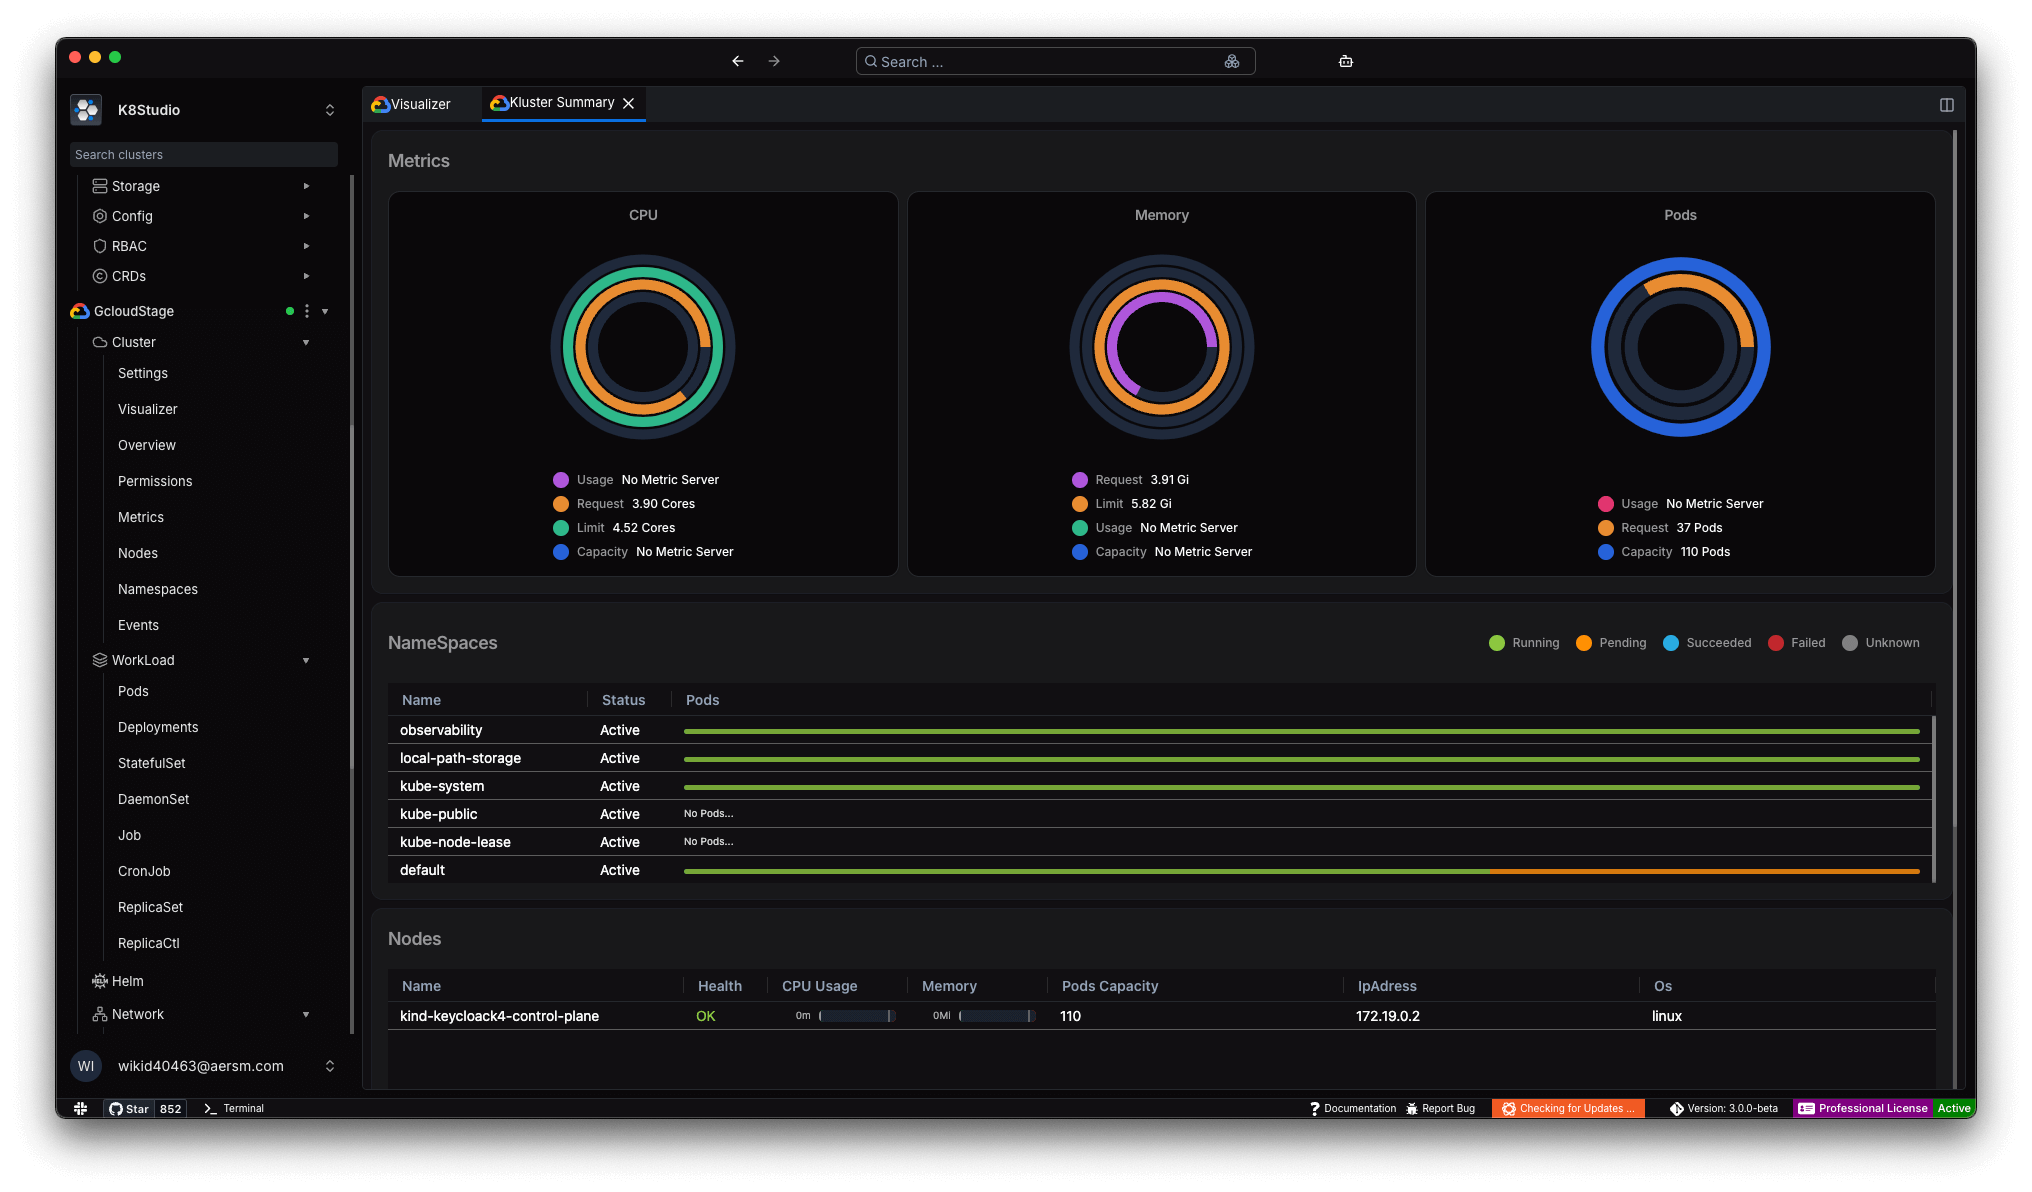 Search ...
K8Studio
Search clusters
Storage
Config
RBAC
CRDs
GcloudStage
Cluster
Settings
Visualizer
Overview
Permissions
Metrics
Nodes
Namespaces
Events
WorkLoad
Pods
Deployments
StatefulSet
DaemonSet
Job
CronJob
ReplicaSet
ReplicaCtl
HELM Helm
Network
WI wikid40463@aersm.com
Visualizer
Kluster Summary
Metrics
CPU
Usage No Metric Server
Request 3.90 Cores
Limit 4.52 Cores
Capacity No Metric Server
Memory
Request 3.91 Gi
Limit 5.82 Gi
Usage No Metric Server
Capacity No Metric Server
Pods
Usage No Metric Server
Request 37 Pods
Capacity 110 Pods
NameSpaces
Running Pending Succeeded Failed Unknown
Name Status Pods
observability Active
local-path-storage Active
kube-system Active
kube-public Active No Pods...
kube-node-lease Active No Pods...
default Active
Nodes
Name Health CPU Usage Memory Pods Capacity IpAdress Os
kind-keycloack4-control-plane OK 0m 0Mi 110 172.19.0.2 linux
Star 852 Terminal Documentation Report Bug Checking for Updates ... Version: 3.0.0-beta Professional License Active